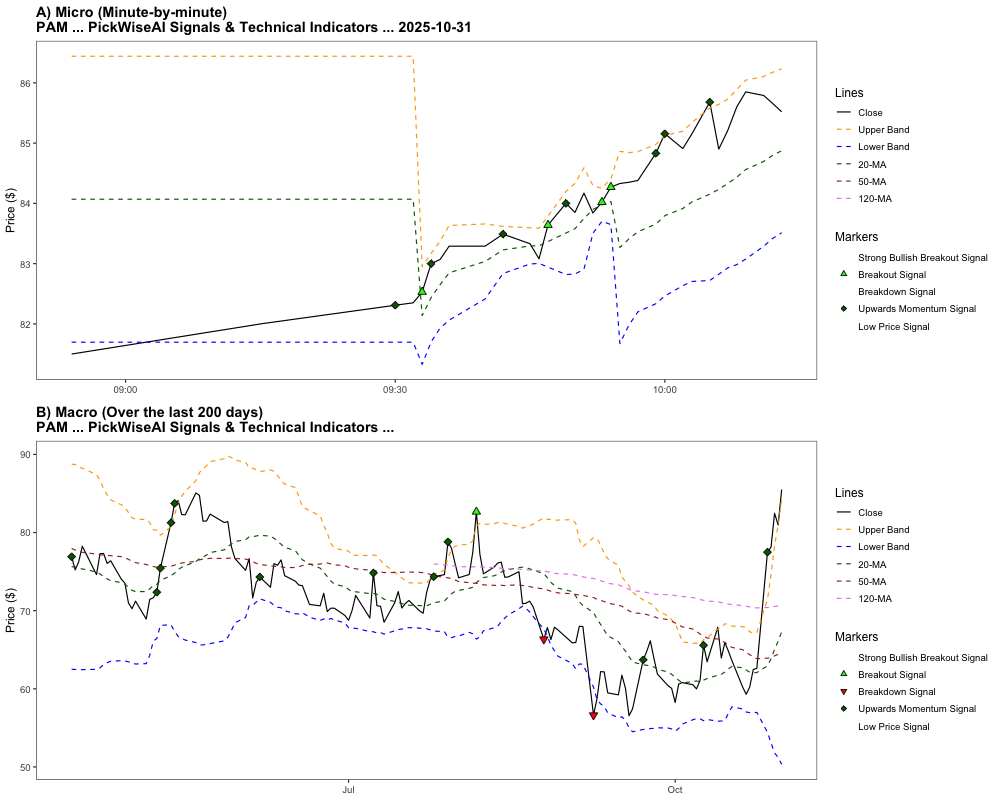 A) Micro (Minute-by-minute)
PAM ... PickWiseAI Signals & Technical Indicators ... 2025-10-31
Price ($)
86
85
84
83
82
09:00
09:30
10:00
Lines
Close
Upper Band
Lower Band
20-MA
50-MA
120-MA
Markers
Strong Bullish Breakout Signal
Breakout Signal
Breakdown Signal
Upwards Momentum Signal
Low Price Signal
B) Macro (Over the last 200 days)
PAM ... PickWiseAI Signals & Technical Indicators ...
Price ($)
90
80
70
60
50
Jul
Oct
Lines
Close
Upper Band
Lower Band
20-MA
50-MA
120-MA
Markers
Strong Bullish Breakout Signal
Breakout Signal
Breakdown Signal
Upwards Momentum Signal
Low Price Signal